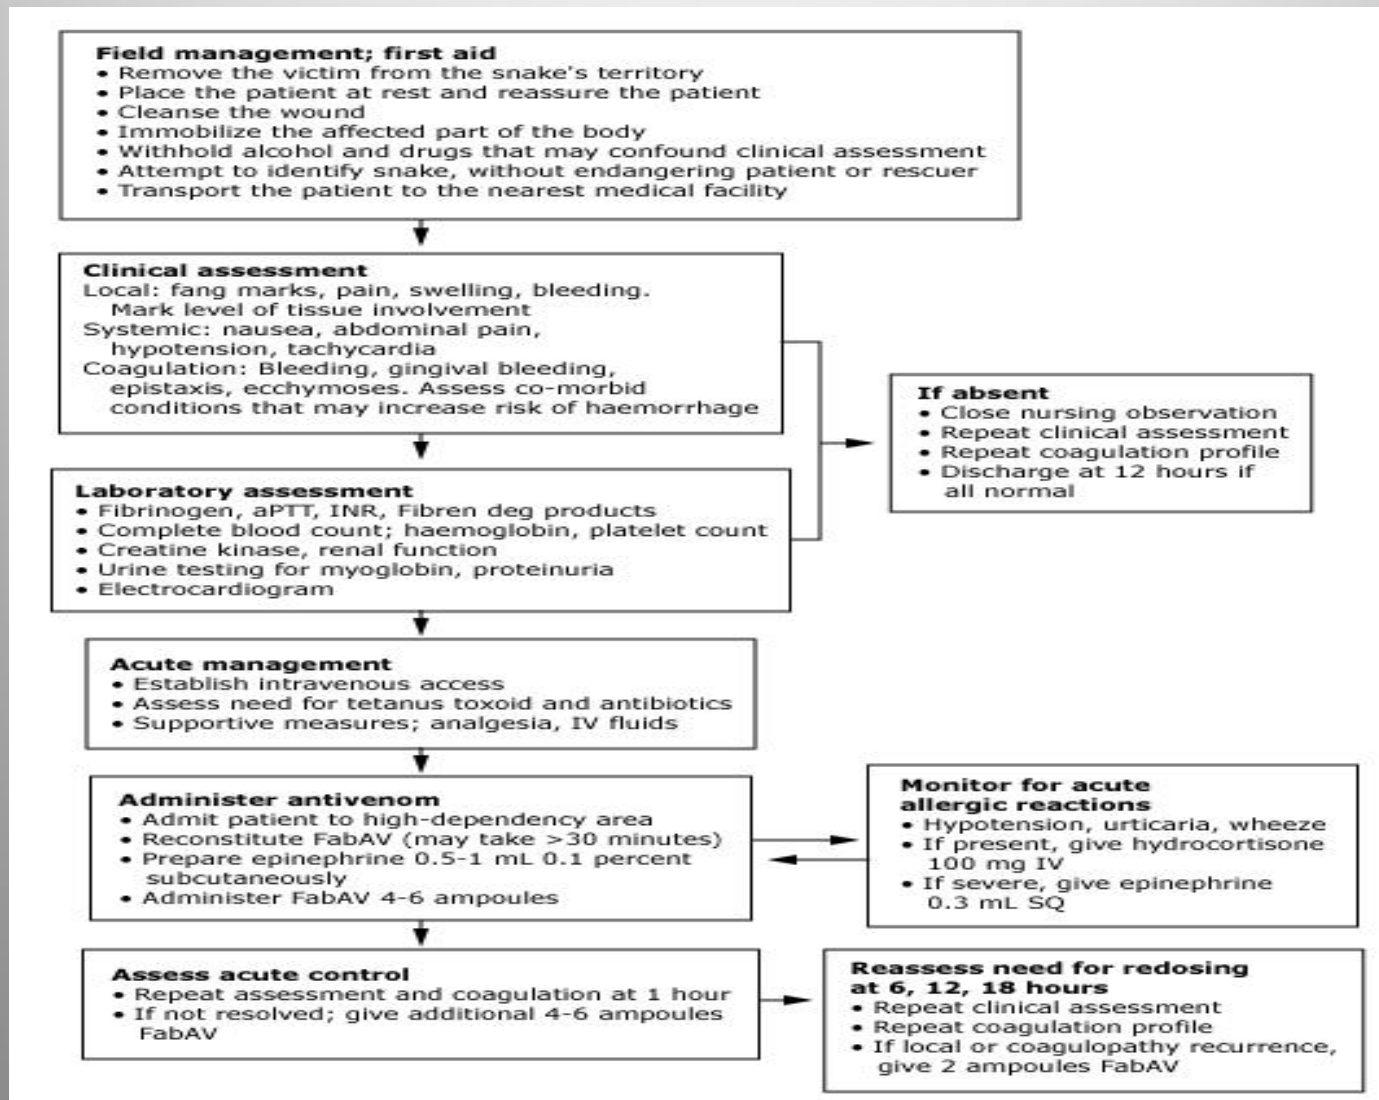 Field management; first aid
• Remove the victim from the snake's territory
• Place the patient at rest and reassure the patient
• Cleanse the wound
• Immobilize the affected part of the body
• Withhold alcohol and drugs that may confound clinical assessment
• Attempt to identify snake, without endangering patient or rescuer
• Transport the patient to the nearest medical facility
Clinical assessment
Local: fang marks, pain, swelling, bleeding.
Mark level of tissue involvement
Systemic: nausea, abdominal pain,
hypotension, tachycardia
Coagulation: Bleeding, gingival bleeding,
epistaxis, ecchymoses. Assess co-morbid
conditions that may increase risk of haemorrhage
If absent
• Close nursing observation
• Repeat clinical assessment
• Repeat coagulation profile
• Discharge at 12 hours if
all normal
Laboratory assessment
• Fibrinogen, aPTT, INR, Fibren deg products
• Complete blood count; haemoglobin, platelet count
• Creatine kinase, renal function
• Urine testing for myoglobin, proteinuria
• Electrocardiogram
Acute management
• Establish intravenous access
• Assess need for tetanus toxoid and antibiotics
• Supportive measures; analgesia, IV fluids
Administer antivenom
• Admit patient to high-dependency area
• Reconstitute FabAV (may take >30 minutes)
• Prepare epinephrine 0.5-1 mL 0.1 percent
subcutaneously
• Administer FabAV 4-6 ampoules
Monitor for acute
allergic reactions
• Hypotension, urticaria, wheeze
• If present, give hydrocortisone
100 mg IV
• If severe, give epinephrine
0.3 mL SQ
Assess acute control
• Repeat assessment and coagulation at 1 hour
• If not resolved; give additional 4-6 ampoules
FabAV
Reassess need for redosing
at 6, 12, 18 hours
• Repeat clinical assessment
• Repeat coagulation profile
• If local or coagulopathy recurrence,
give 2 ampoules FabAV